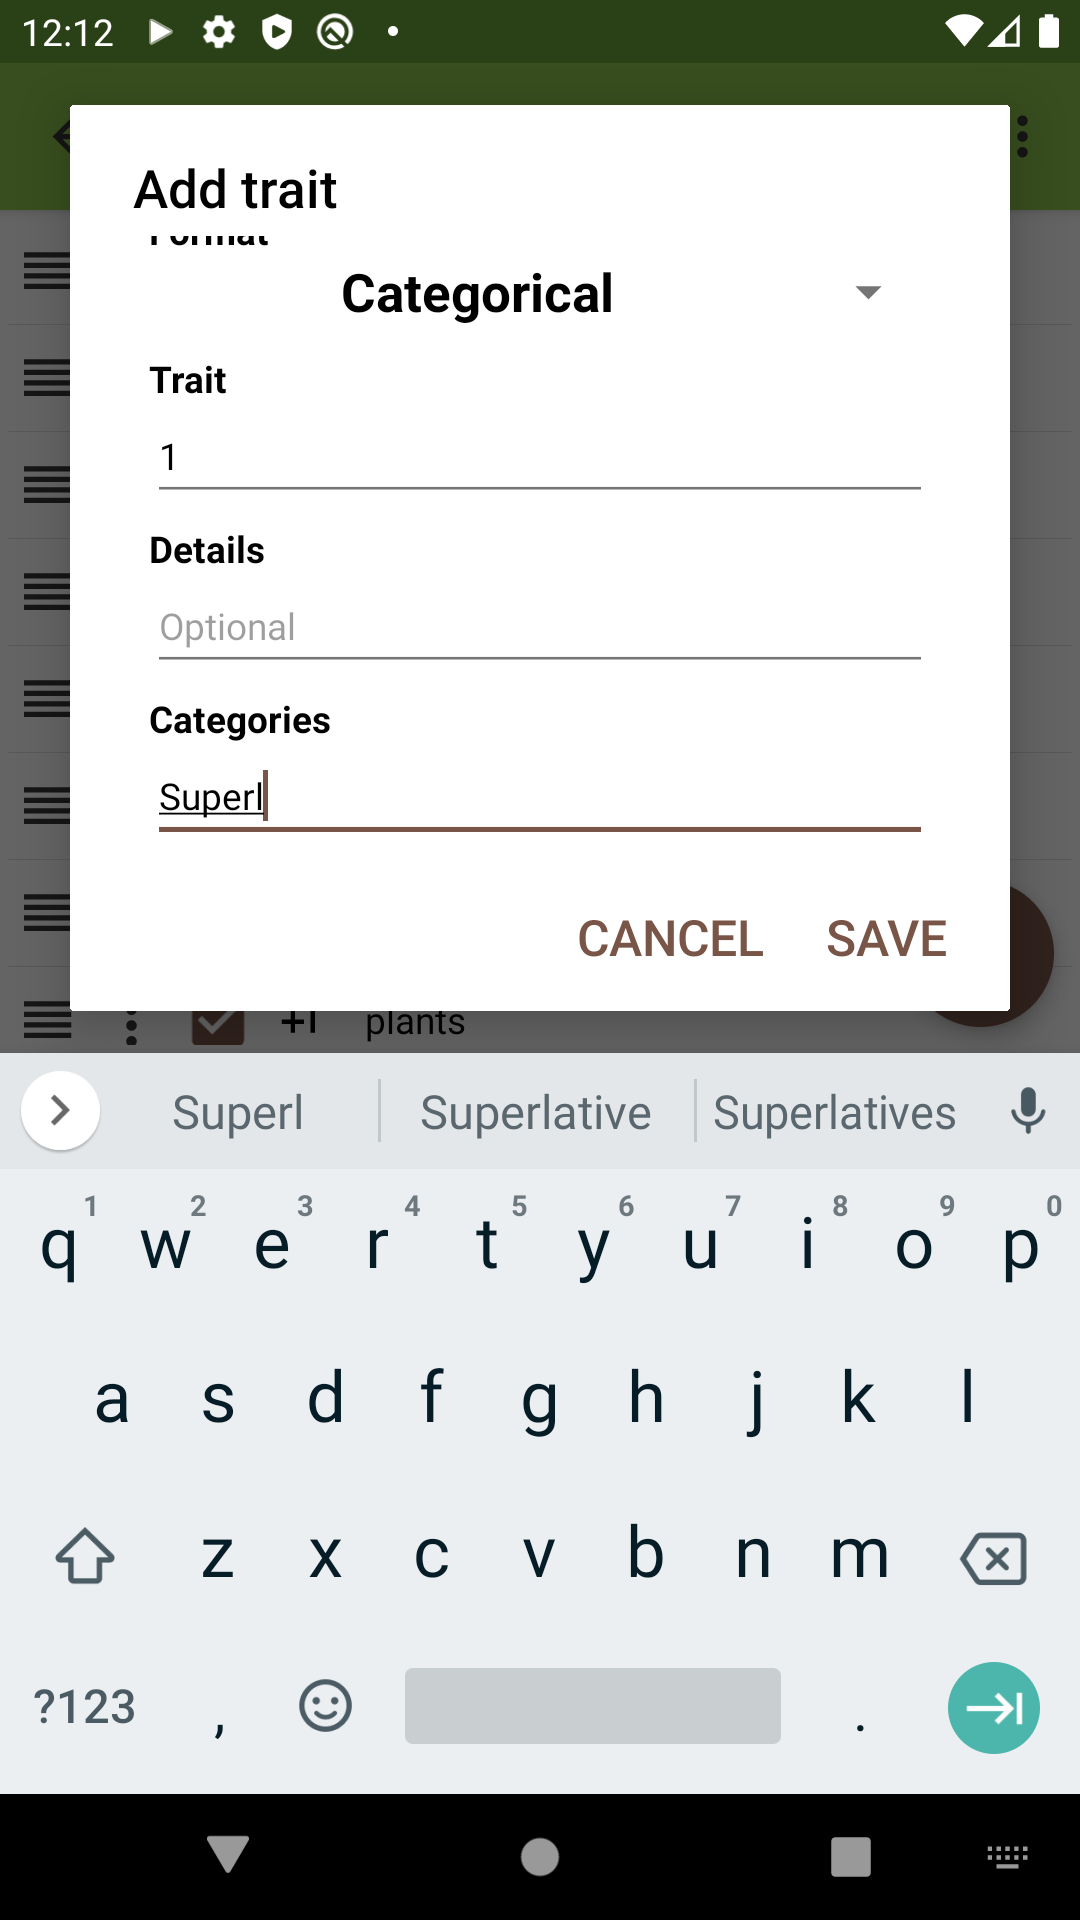 12:12
Add trait
Format
Categorical
Trait
1
Details
Optional
Categories
Superl
CANCEL SAVE
+1 plants
Superl Superlative Superlatives
1 2 3 4 5 6 7 8 9 0
q w e r t y u i o p
a s d f g h j k l
z x c v b n m
?123 , .